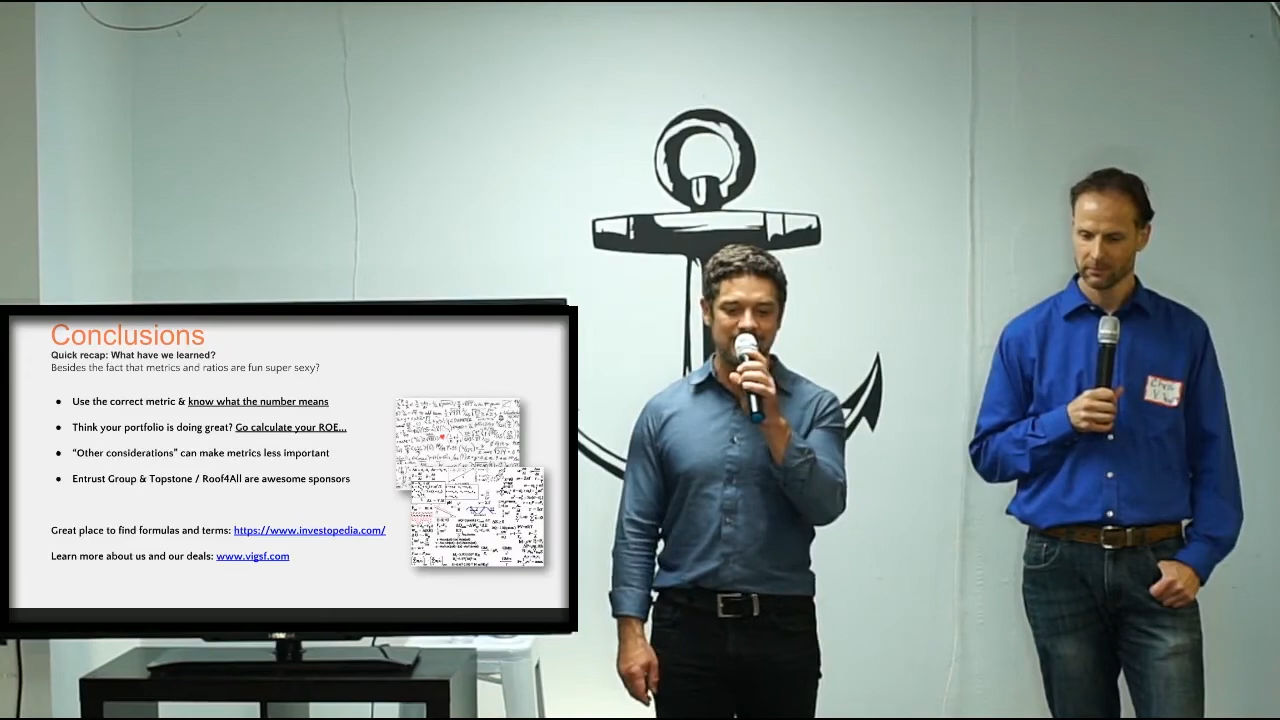 Conclusions
Quick recap: What have we learned?
Besides the fact that metrics and ratios are fun super sexy?
● Use the correct metric & know what the number means
● Think your portfolio is doing great? Go calculate your ROE...
● “Other considerations” can make metrics less important
● Entrust Group & Topstone / Roof4All are awesome sponsors
Great place to find formulas and terms: https://www.investopedia.com/
Learn more about us and our deals: www.vigsf.com